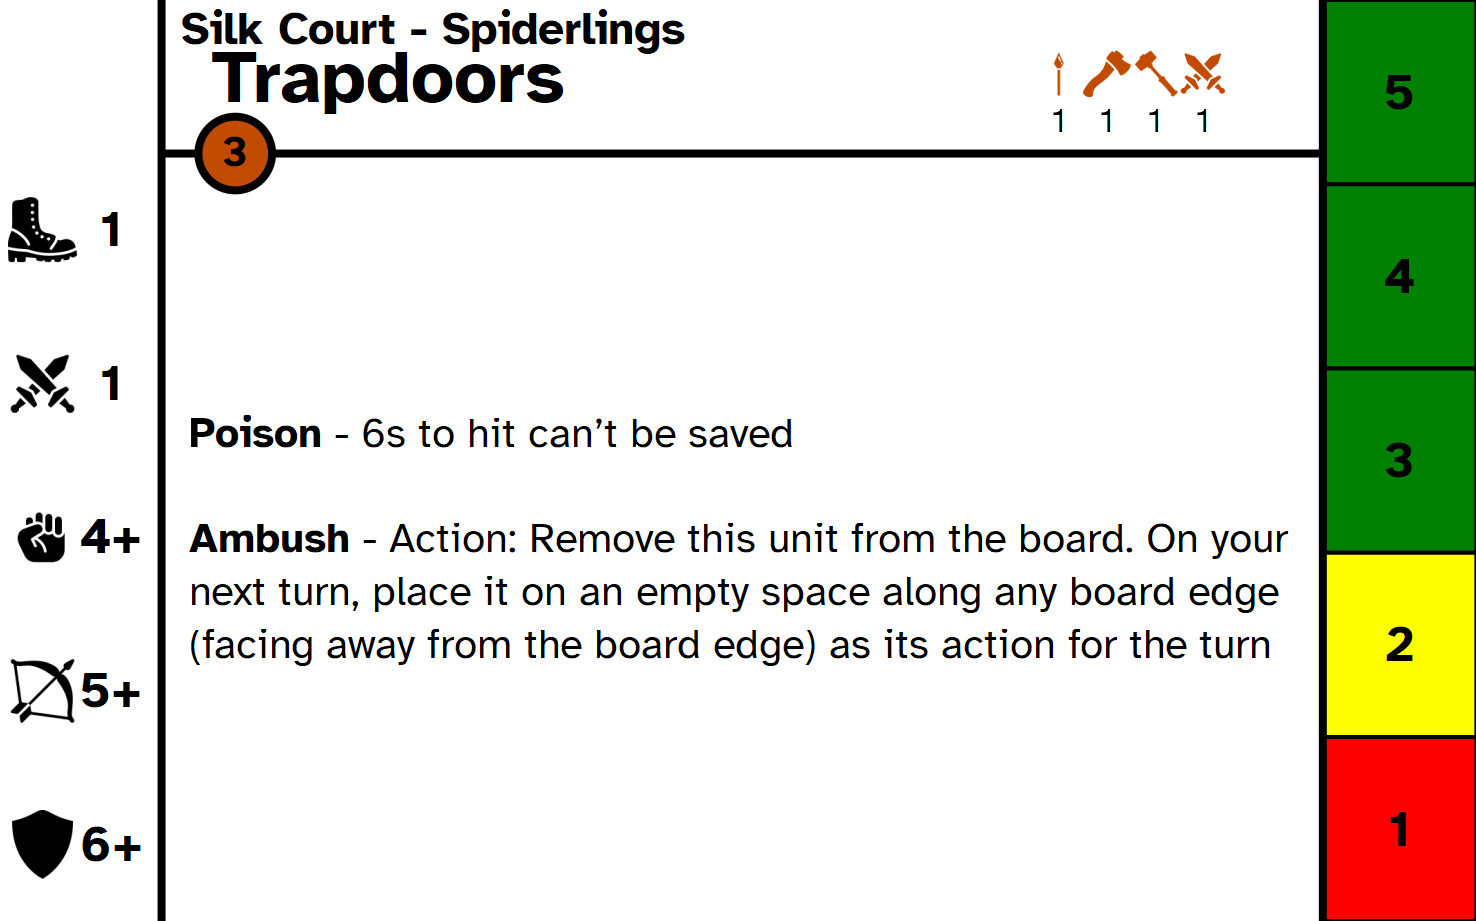 Silk Court - Spiderlings
Trapdoors
1 1 1 1
3
1
1
4+
5+
6+
Poison - 6s to hit can’t be saved
Ambush - Action: Remove this unit from the board. On your
next turn, place it on an empty space along any board edge
(facing away from the board edge) as its action for the turn
5
4
3
2
1